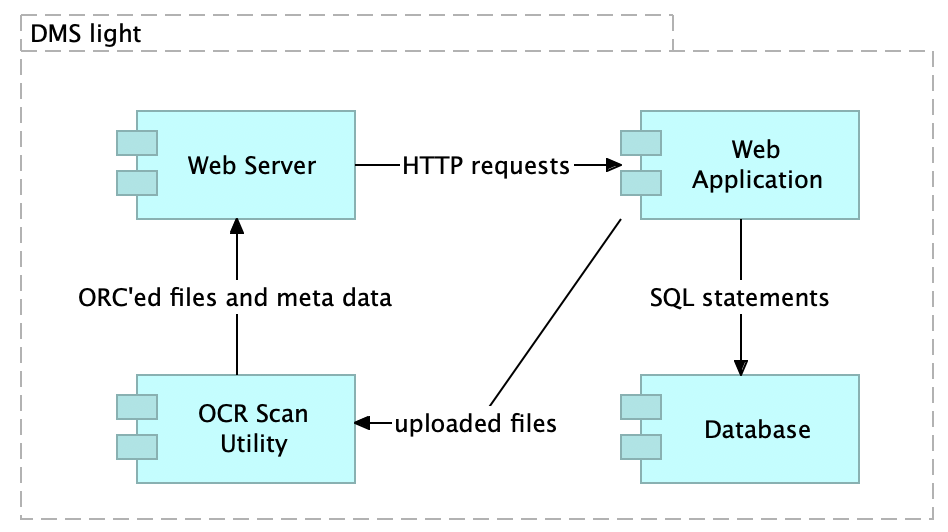 DMS light
Web Server
HTTP requests
Web
Application
ORC'ed files and meta data
SQL statements
OCR Scan
Utility
uploaded files
Database